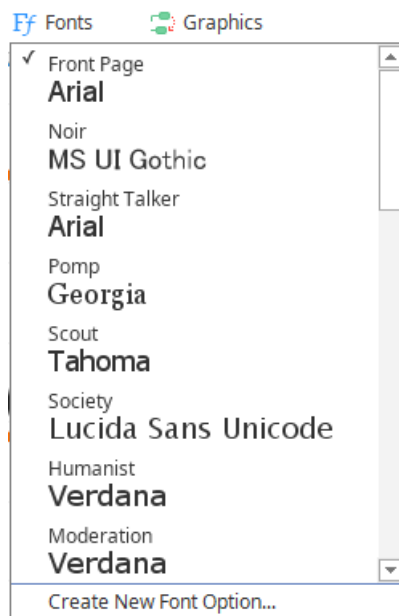 Ff Fonts Graphics
✓ Front Page
Arial
Noir
MS UI Gothic
Straight Talker
Arial
Pomp
Georgia
Scout
Tahoma
Society
Lucida Sans Unicode
Humanist
Verdana
Moderation
Verdana
Create New Font Option...